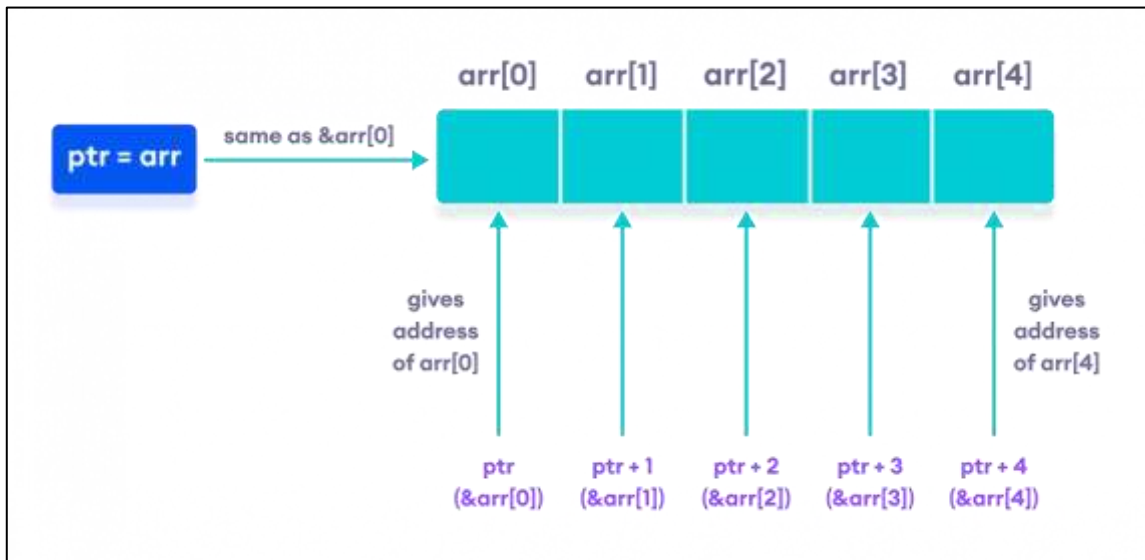 arr[0] arr[1] arr[2] arr[3] arr[4]
ptr = arr
same as &arr[0]
gives
address
of arr[0]
gives
address
of arr[4]
ptr ptr + 1 ptr + 2 ptr + 3 ptr + 4
(&arr[0]) (&arr[1]) (&arr[2]) (&arr[3]) (&arr[4])